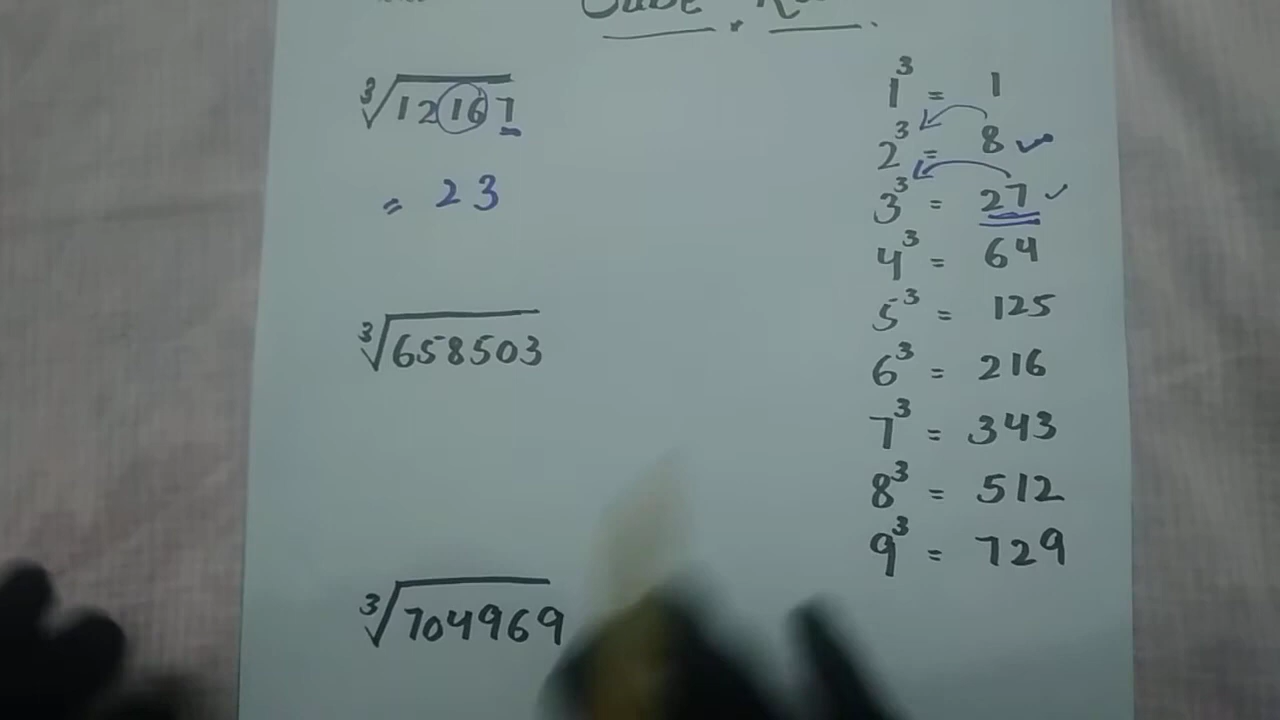 Cube
∛12167
= 23
∛658503
∛704969
1³ = 1
2³ = 8 ✓
3³ = 27 ✓
4³ = 64
5³ = 125
6³ = 216
7³ = 343
8³ = 512
9³ = 729